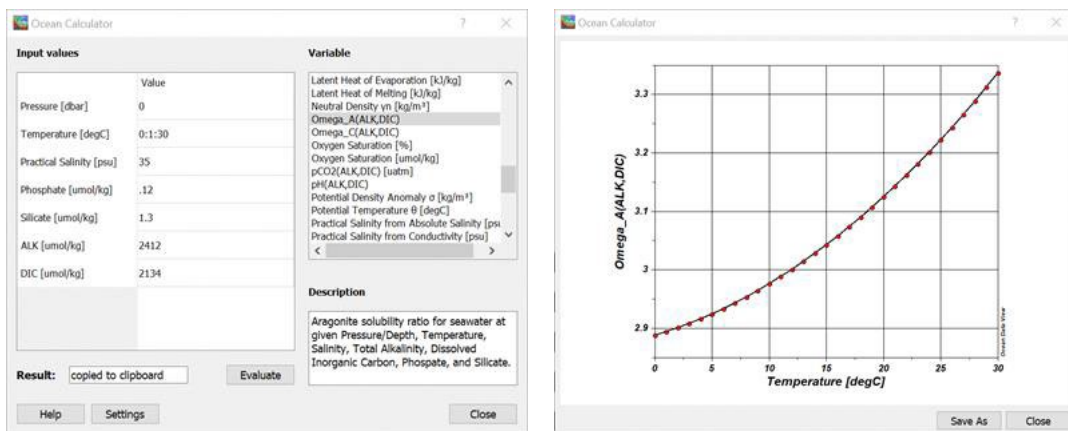 Ocean Calculator
?
×
Input values
Value
Pressure [dbar] 0
Temperature [degC] 0:1:30
Practical Salinity [psu] 35
Phosphate [umol/kg] .12
Silicate [umol/kg] 1.3
ALK [umol/kg] 2412
DIC [umol/kg] 2134
Result: copied to clipboard
Evaluate
Help
Settings
Variable
Latent Heat of Evaporation [kJ/kg]
Latent Heat of Melting [kJ/kg]
Neutral Density γn [kg/m³]
Omega_A(ALK,DIC)
Omega_C(ALK,DIC)
Oxygen Saturation [%]
Oxygen Saturation [umol/kg]
pCO2(ALK,DIC) [uatm]
pH(ALK,DIC)
Potential Density Anomaly σ [kg/m³]
Potential Temperature θ [degC]
Practical Salinity from Absolute Salinity [psu
Practical Salinity from Conductivity [psu]
Description
Aragonite solubility ratio for seawater at
given Pressure/Depth, Temperature,
Salinity, Total Alkalinity, Dissolved
Inorganic Carbon, Phospate, and Silicate.
Close
Ocean Calculator
?
×
Omega_A(ALK,DIC)
3.3
3.2
3.1
3
2.9
0 5 10 15 20 25 30
Temperature [degC]
Ocean Data View
Save As
Close